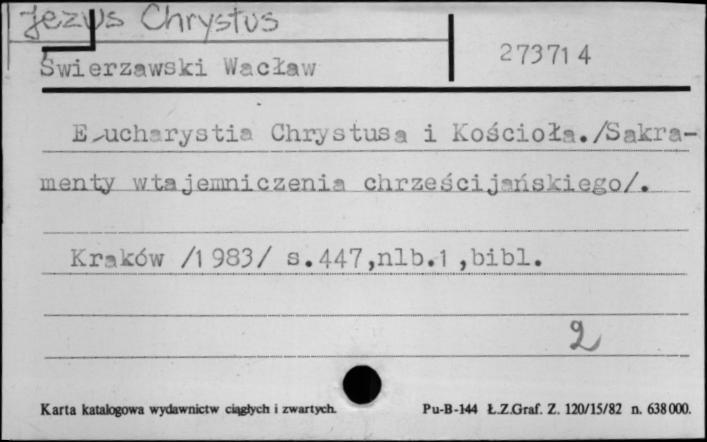 Jezus Chrystus
Świerzawski Wacław
273714
Eucharystia Chrystusa i Kościoła./Sakra-
menty wtajemniczenia chrześcijańskiego/.
Kraków /1983/ s.447,nlb.1,bibl.
2
Karta katalogowa wydawnictw ciągłych i zwartych.
Pu-B-144 Ł.Z.Graf. Z. 120/15/82 n. 638000.